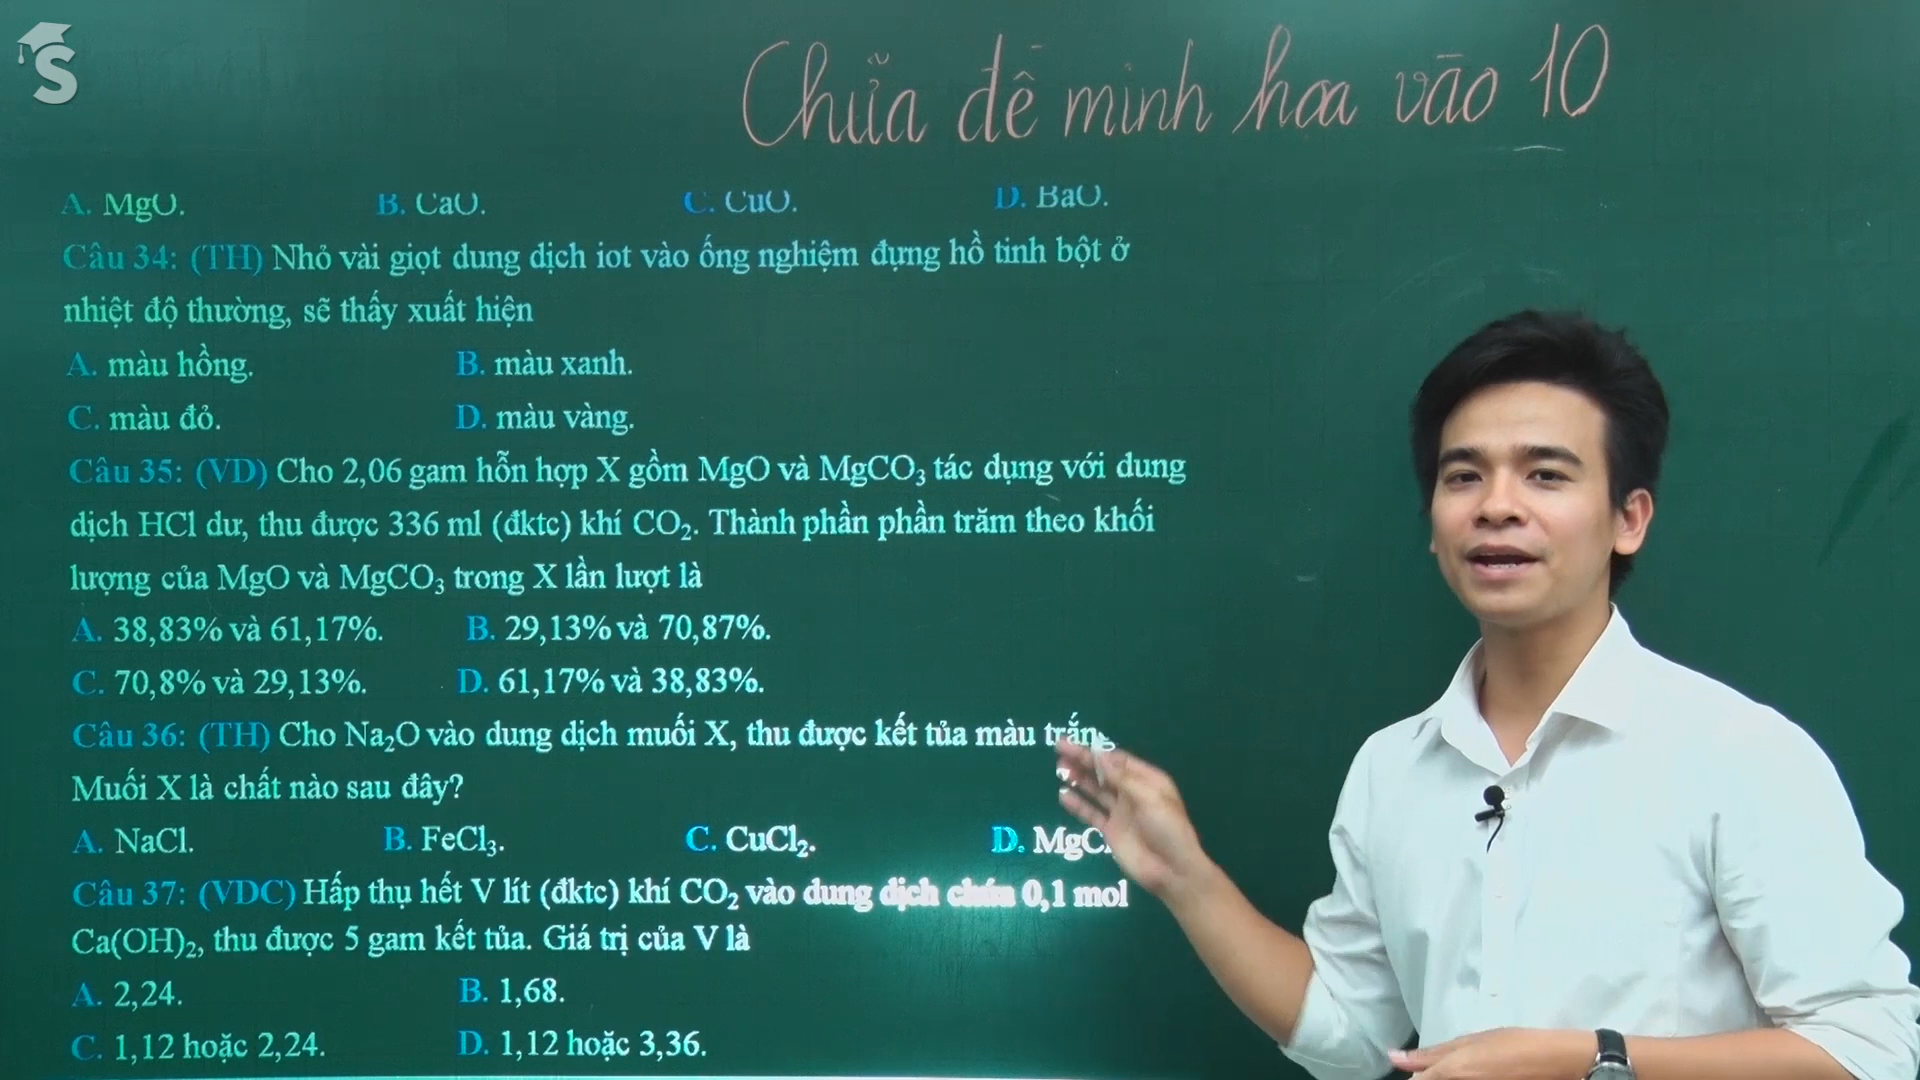 S
Chữa đề minh họa vào 10
A. MgO. B. CaO. C. CuO. D. BaO.
Câu 34: (TH) Nhỏ vài giọt dung dịch iot vào ống nghiệm đựng hồ tinh bột ở
nhiệt độ thường, sẽ thấy xuất hiện
A. màu hồng. B. màu xanh.
C. màu đỏ. D. màu vàng.
Câu 35: (VD) Cho 2,06 gam hỗn hợp X gồm MgO và MgCO₃ tác dụng với dung
dịch HCl dư, thu được 336 ml (đktc) khí CO₂. Thành phần phần trăm theo khối
lượng của MgO và MgCO₃ trong X lần lượt là
A. 38,83% và 61,17%. B. 29,13% và 70,87%.
C. 70,8% và 29,13%. D. 61,17% và 38,83%.
Câu 36: (TH) Cho Na₂O vào dung dịch muối X, thu được kết tủa màu trắng
Muối X là chất nào sau đây?
A. NaCl. B. FeCl₃. C. CuCl₂. D.
Câu 37: (VDC) Hấp thụ hết V lít (đktc) khí CO₂ vào dung dịch chứa 0,1 mol
Ca(OH)₂, thu được 5 gam kết tủa. Giá trị của V là
A. 2,24. B. 1,68.
C. 1,12 hoặc 2,24. D. 1,12 hoặc 3,36.